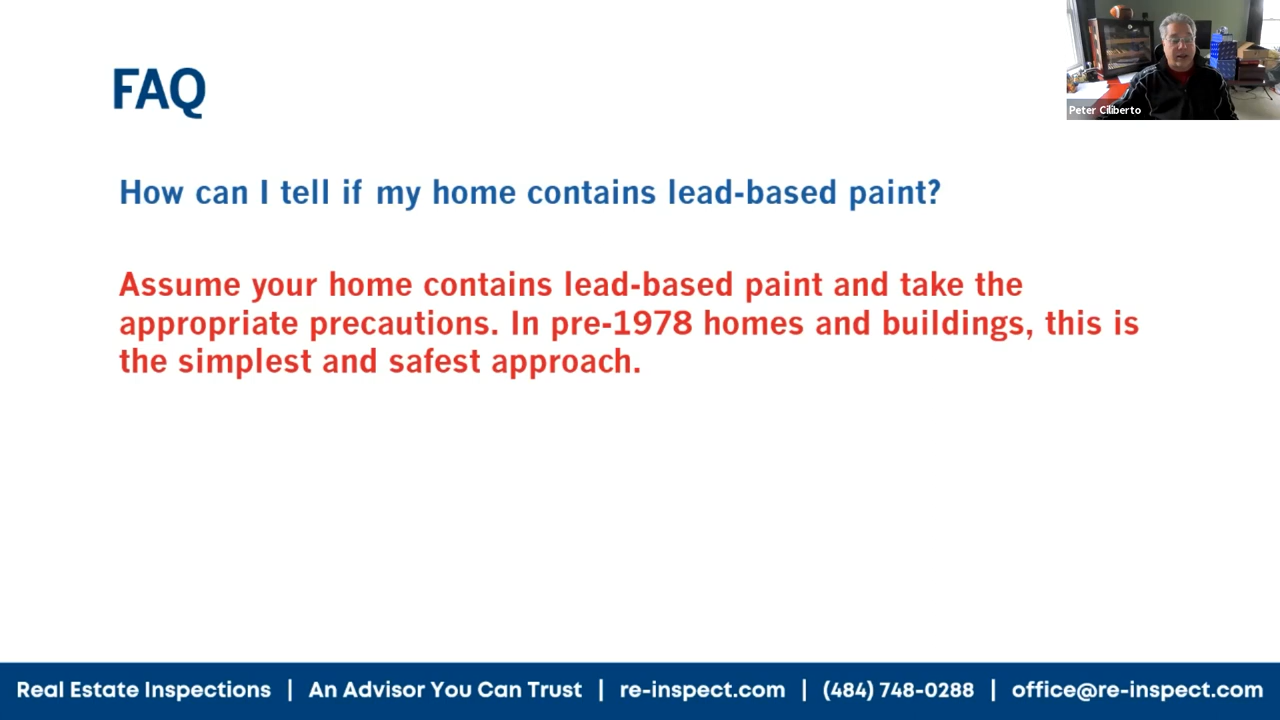 FAQ
Peter Ciliberto
How can I tell if my home contains lead-based paint?
Assume your home contains lead-based paint and take the
appropriate precautions. In pre-1978 homes and buildings, this is
the simplest and safest approach.
Real Estate Inspections | An Advisor You Can Trust | re-inspect.com | (484) 748-0288 | office@re-inspect.com